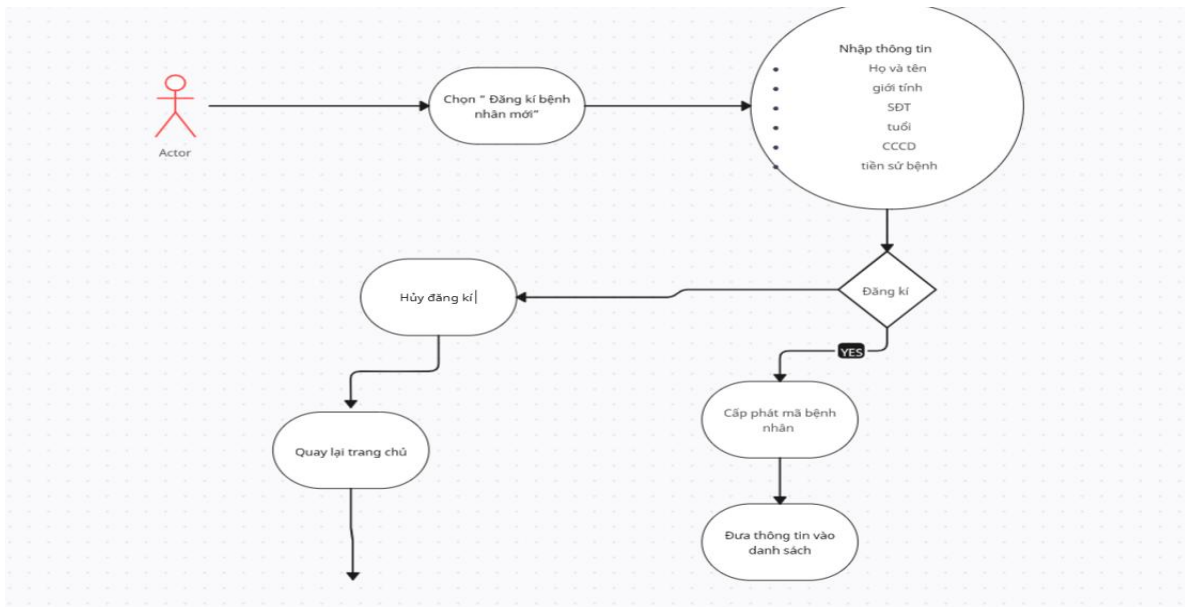 Actor
Chọn " Đăng kí bệnh
nhân mới"
Nhập thông tin
Họ và tên
giới tính
SĐT
tuổi
CCCD
tiền sử bệnh
Đăng kí
Hủy đăng kí
YES
Cấp phát mã bệnh
nhân
Quay lại trang chủ
Đưa thông tin vào
danh sách